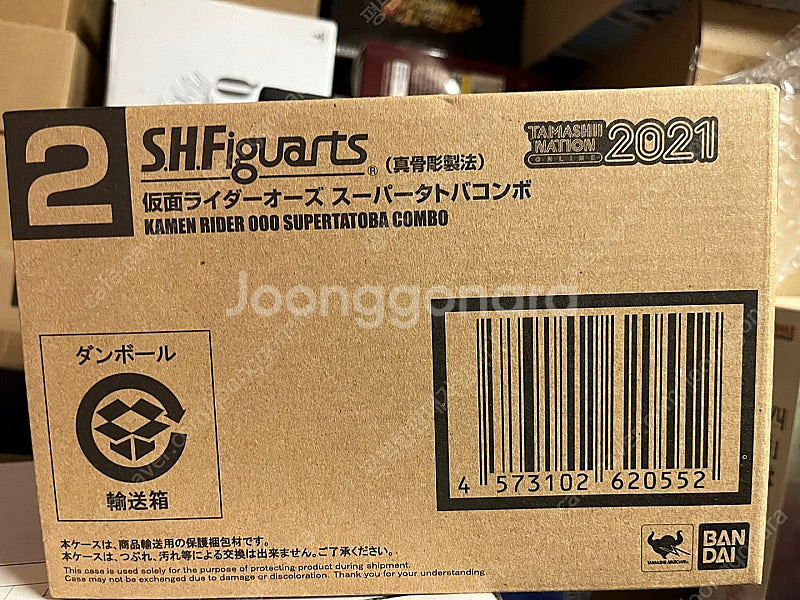 2
S.H.Figuarts® (真骨彫製法)
TAMASHII NATION ONLINE 2021
仮面ライダーオーズ スーパータトバコンボ
KAMEN RIDER OOO SUPERTATOBA COMBO
Joonggonara
ダンボール
輸送箱
4 573102 620552
本ケースは、商品輸送用の保護梱包材です。
本ケースは、つぶれ、汚れ等による交換は出来ません。ご了承ください。
This case is used solely for the purpose of protecting product during shipment.
Case may not be exchanged due to damage or discoloration. Thank you for your understanding.
TAMASHII NATIONS
BAN
DAI